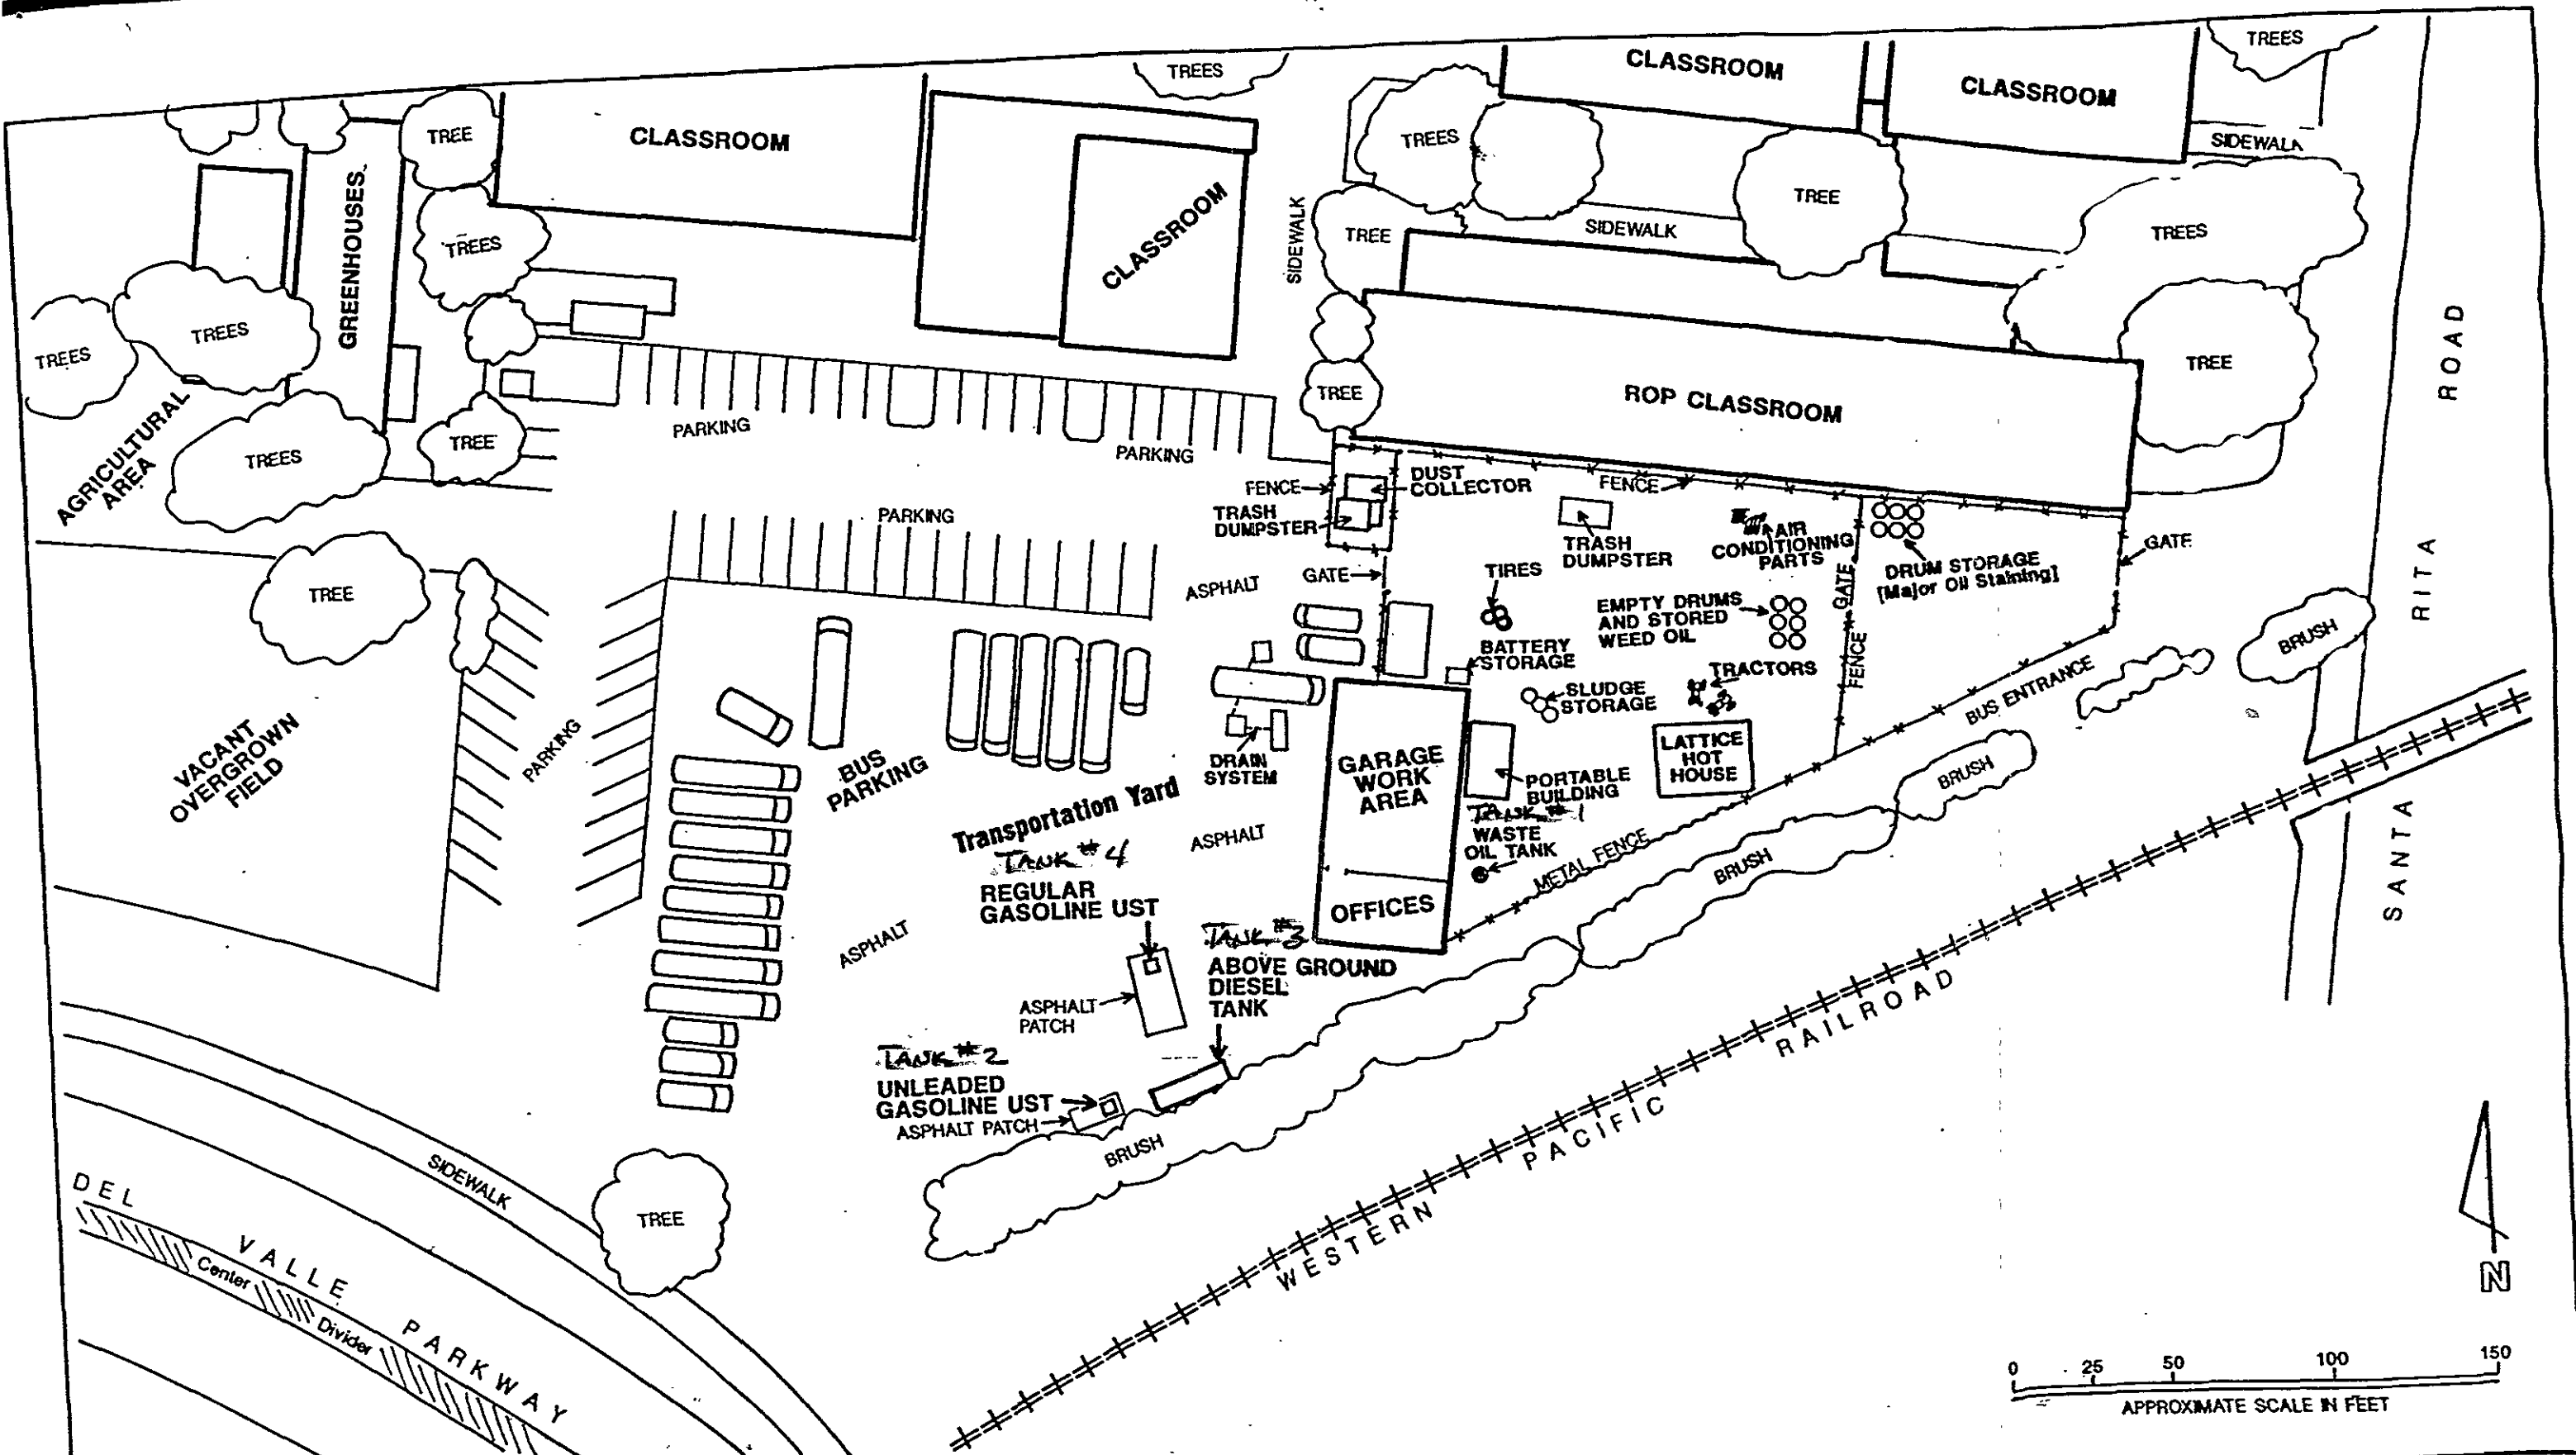 TREES
TREES
CLASSROOM
CLASSROOM
TREE
CLASSROOM
TREES
SIDEWALK
GREENHOUSES
TREES
CLASSROOM
SIDEWALK
TREE
SIDEWALK
TREE
TREES
TREES
TREES
TREE
TREE
ROP CLASSROOM
ROAD
RITA
SANTA
AGRICULTURAL
AREA
TREES
TREE
PARKING
PARKING
PARKING
FENCE
DUST
COLLECTOR
TRASH
DUMPSTER
FENCE
TRASH
DUMPSTER
AIR
CONDITIONING
PARTS
DRUM STORAGE
[Major Oil Staining]
GATE
GATE
FENCE
TREE
ASPHALT
GATE
TIRES
EMPTY DRUMS
AND STORED
WEED OIL
BATTERY
STORAGE
TRACTORS
SLUDGE
STORAGE
BUS ENTRANCE
BRUSH
BRUSH
VACANT
OVERGROWN
FIELD
PARKING
BUS
PARKING
DRAIN
SYSTEM
GARAGE
WORK
AREA
LATTICE
HOT
HOUSE
PORTABLE
BUILDING
TANK #1
WASTE
OIL TANK
Transportation Yard
ASPHALT
TANK #4
REGULAR
GASOLINE UST
METAL FENCE
BRUSH
OFFICES
ASPHALT
TANK #3
ABOVE GROUND
DIESEL
TANK
ASPHALT
PATCH
TANK #2
UNLEADED
GASOLINE UST
ASPHALT PATCH
BRUSH
WESTERN PACIFIC RAILROAD
SIDEWALK
TREE
DEL VALLE PARKWAY
Center
Divider
N
0 25 50 100 150
APPROXIMATE SCALE IN FEET